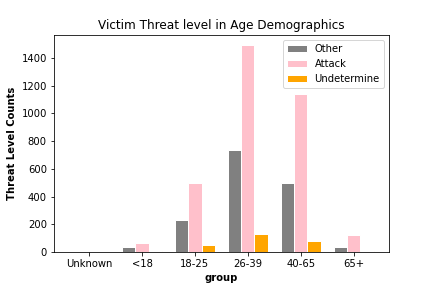 Victim Threat level in Age Demographics
Other
Attack
Undetermine
Threat Level Counts
1400
1200
1000
800
600
400
200
0
Unknown <18 18-25 26-39 40-65 65+
group